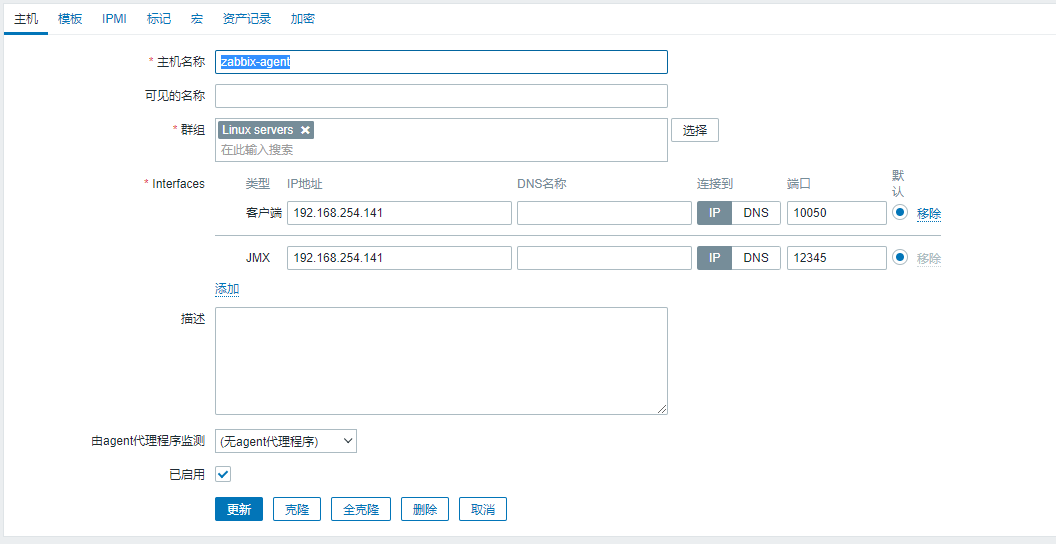 主机 模板 IPMI 标记 宏 资产记录 加密
* 主机名称 zabbix-agent
可见的名称
* 群组 Linux servers × 选择
在此输入搜索
* Interfaces 类型 IP地址 DNS名称 连接到 端口 默认
客户端 192.168.254.141 IP DNS 10050 移除
JMX 192.168.254.141 IP DNS 12345 移除
添加
描述
由agent代理程序监测 (无agent代理程序)
已启用
更新 克隆 全克隆 删除 取消